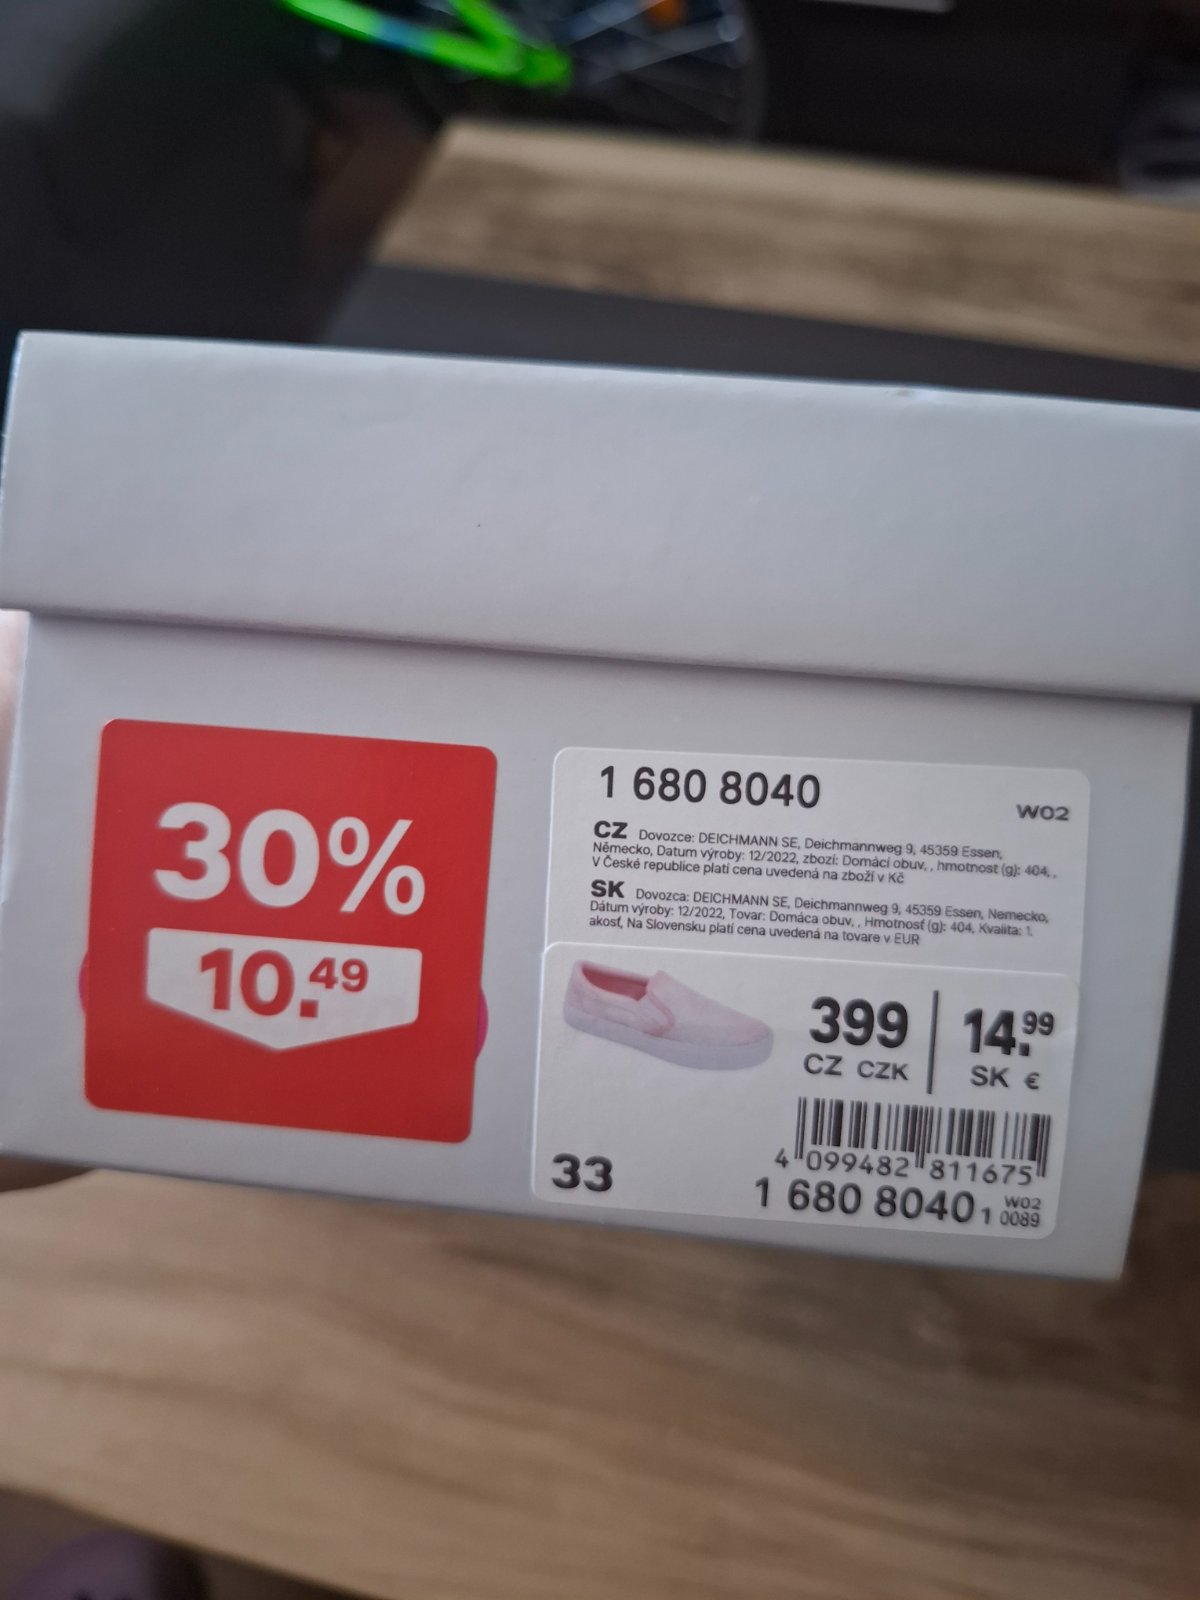 30%
10.49
1 680 8040
W02
CZ Dovozce: DEICHMANN SE, Deichmannweg 9, 45359 Essen,
Německo, Datum výroby: 12/2022, zboží: Domácí obuv, , hmotnost (g): 404, ,
V České republice platí cena uvedená na zboží v Kč
SK Dovozca: DEICHMANN SE, Deichmannweg 9, 45359 Essen, Nemecko,
Dátum výroby: 12/2022, Tovar: Domáca obuv, , Hmotnosť (g): 404, Kvalita: 1.
akosť, Na Slovensku platí cena uvedená na tovare v EUR
399 14.99
CZ CZK SK €
4 099482 811675
33
1 680 8040 1 W02 0089